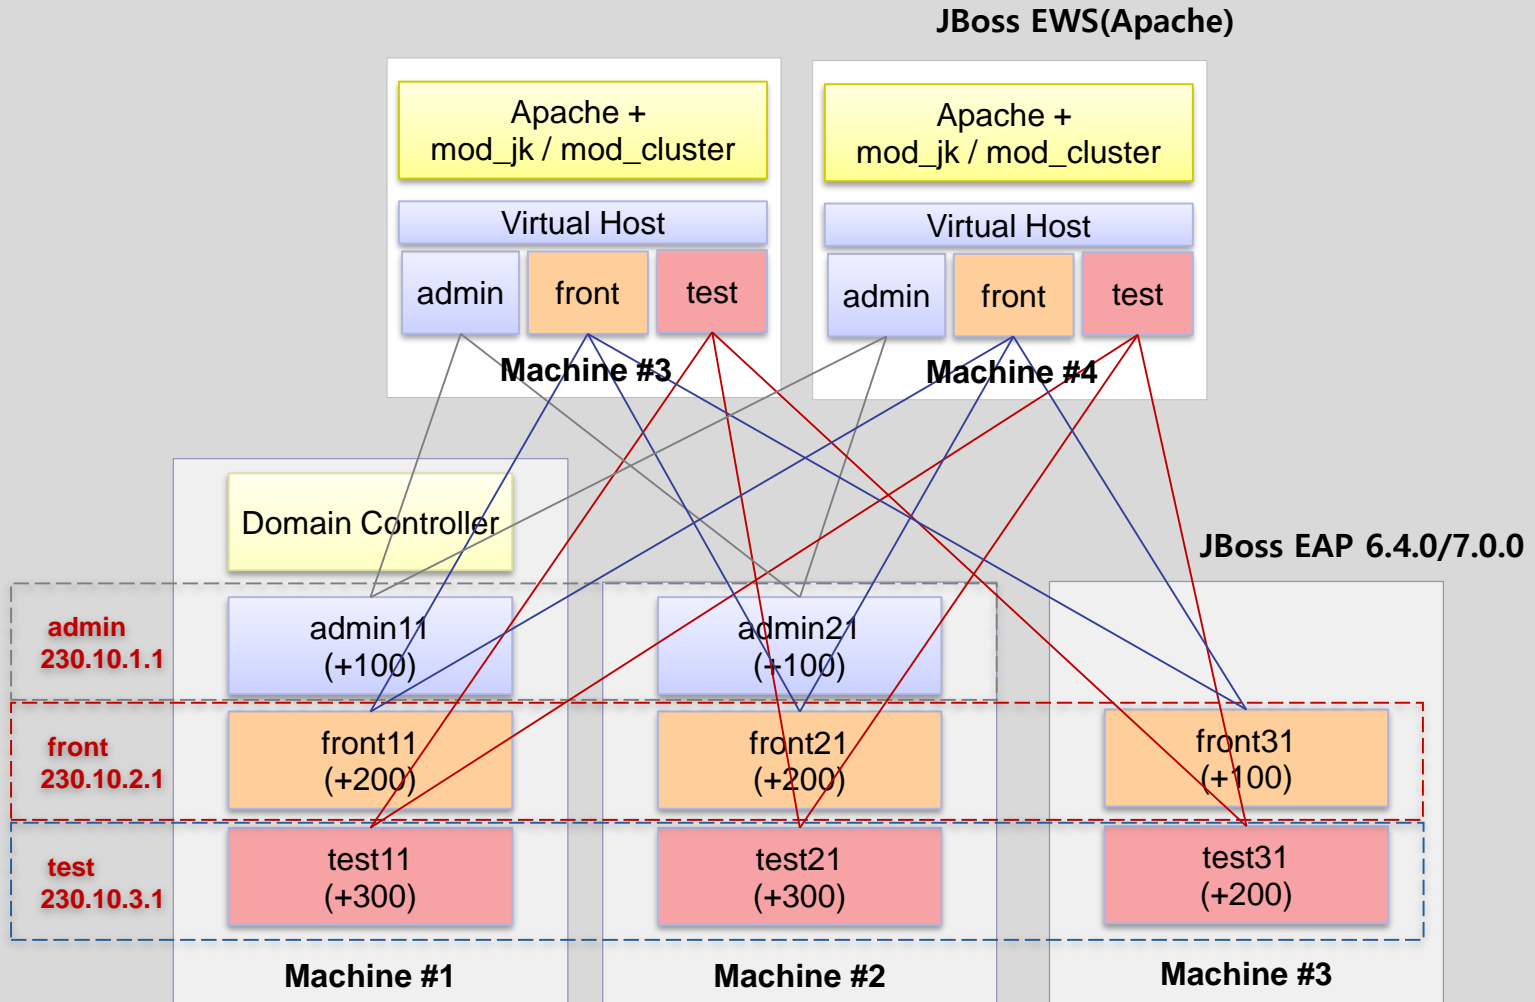 JBoss EWS(Apache)
Apache +
mod_jk / mod_cluster
Virtual Host
admin
front
test
Machine #3
Apache +
mod_jk / mod_cluster
Virtual Host
admin
front
test
Machine #4
JBoss EAP 6.4.0/7.0.0
Domain Controller
admin
230.10.1.1
admin11
(+100)
admin21
(+100)
front
230.10.2.1
front11
(+200)
front21
(+200)
front31
(+100)
test
230.10.3.1
test11
(+300)
test21
(+300)
test31
(+200)
Machine #1
Machine #2
Machine #3